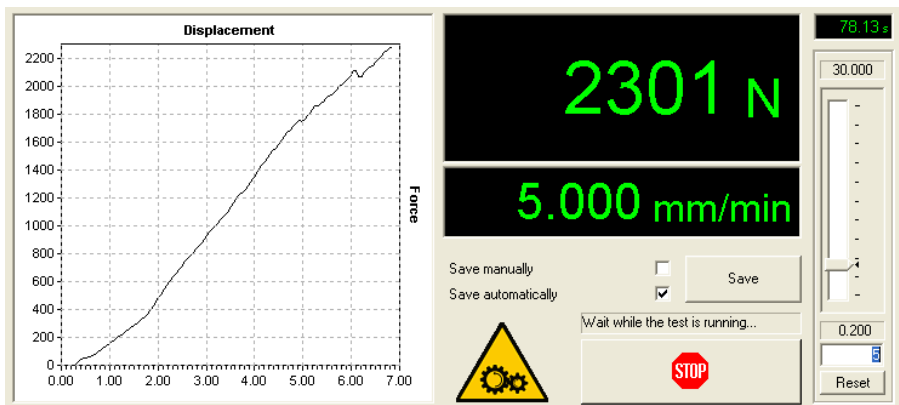 Displacement
2200
2000
1800
1600
1400
1200
1000
800
600
400
200
0
0.00 1.00 2.00 3.00 4.00 5.00 6.00 7.00
Force
2301 N
5.000 mm/min
Save manually
Save automatically
Save
Wait while the test is running...
STOP
78.13 s
30.000
0.200
5
Reset